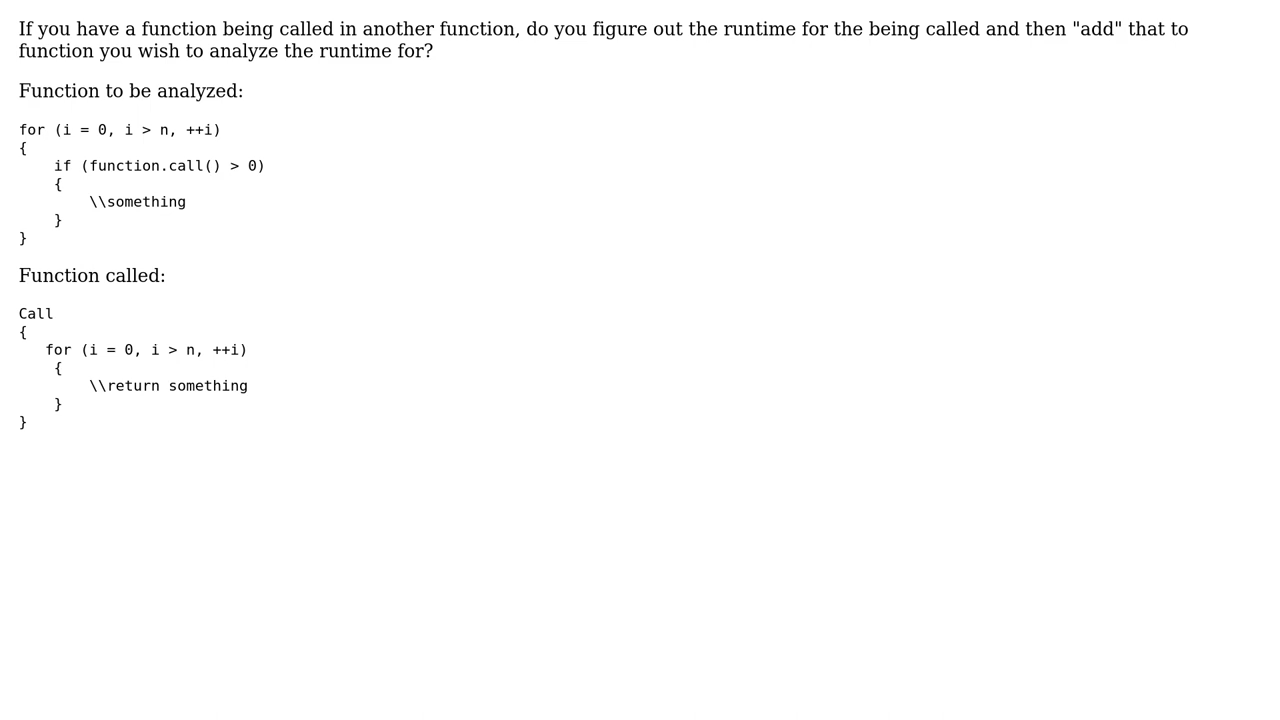 If you have a function being called in another function, do you figure out the runtime for the being called and then "add" that to
function you wish to analyze the runtime for?
Function to be analyzed:
for (i = 0, i > n, ++i)
{
    if (function.call() > 0)
    {
        \\something
    }
}
Function called:
Call
{
   for (i = 0, i > n, ++i)
    {
        \\return something
    }
}